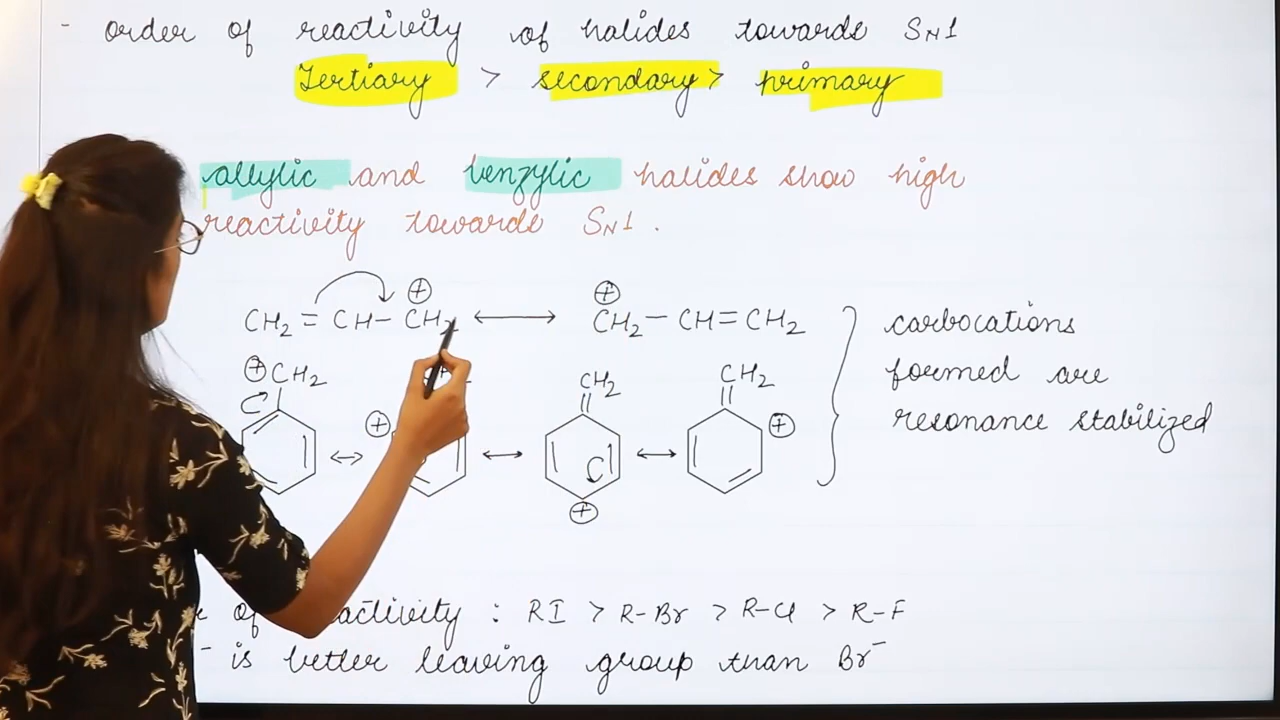 - order of reactivity of halides towards SN1
Tertiary > secondary > primary
allylic and benzylic halides show high
reactivity towards SN1.
CH2 = CH - CH2 ⊕ ⟷ ⊕ CH2 - CH = CH2
carbocations
formed are
resonance stabilized
⊕ CH2
CH2
CH2
⊕ ⊕ ⊕
of : RI > R-Br > R-Cl > R-F
- is better leaving group than Br-